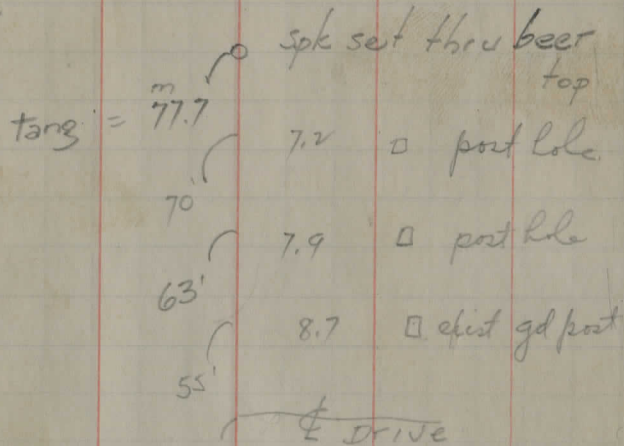 spk set thru beer
top
m
tang = 77.7
7.2 □ post hole
70'
7.9 □ post hole
63'
8.7 □ exist gd post
55'
℄ Drive